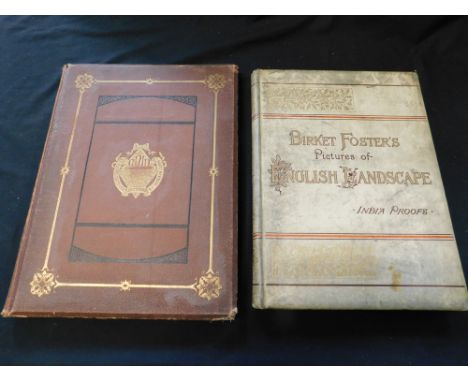 BIRKET FOSTER'S
Pictures of
ENGLISH LANDSCAPE
INDIA PROOFS